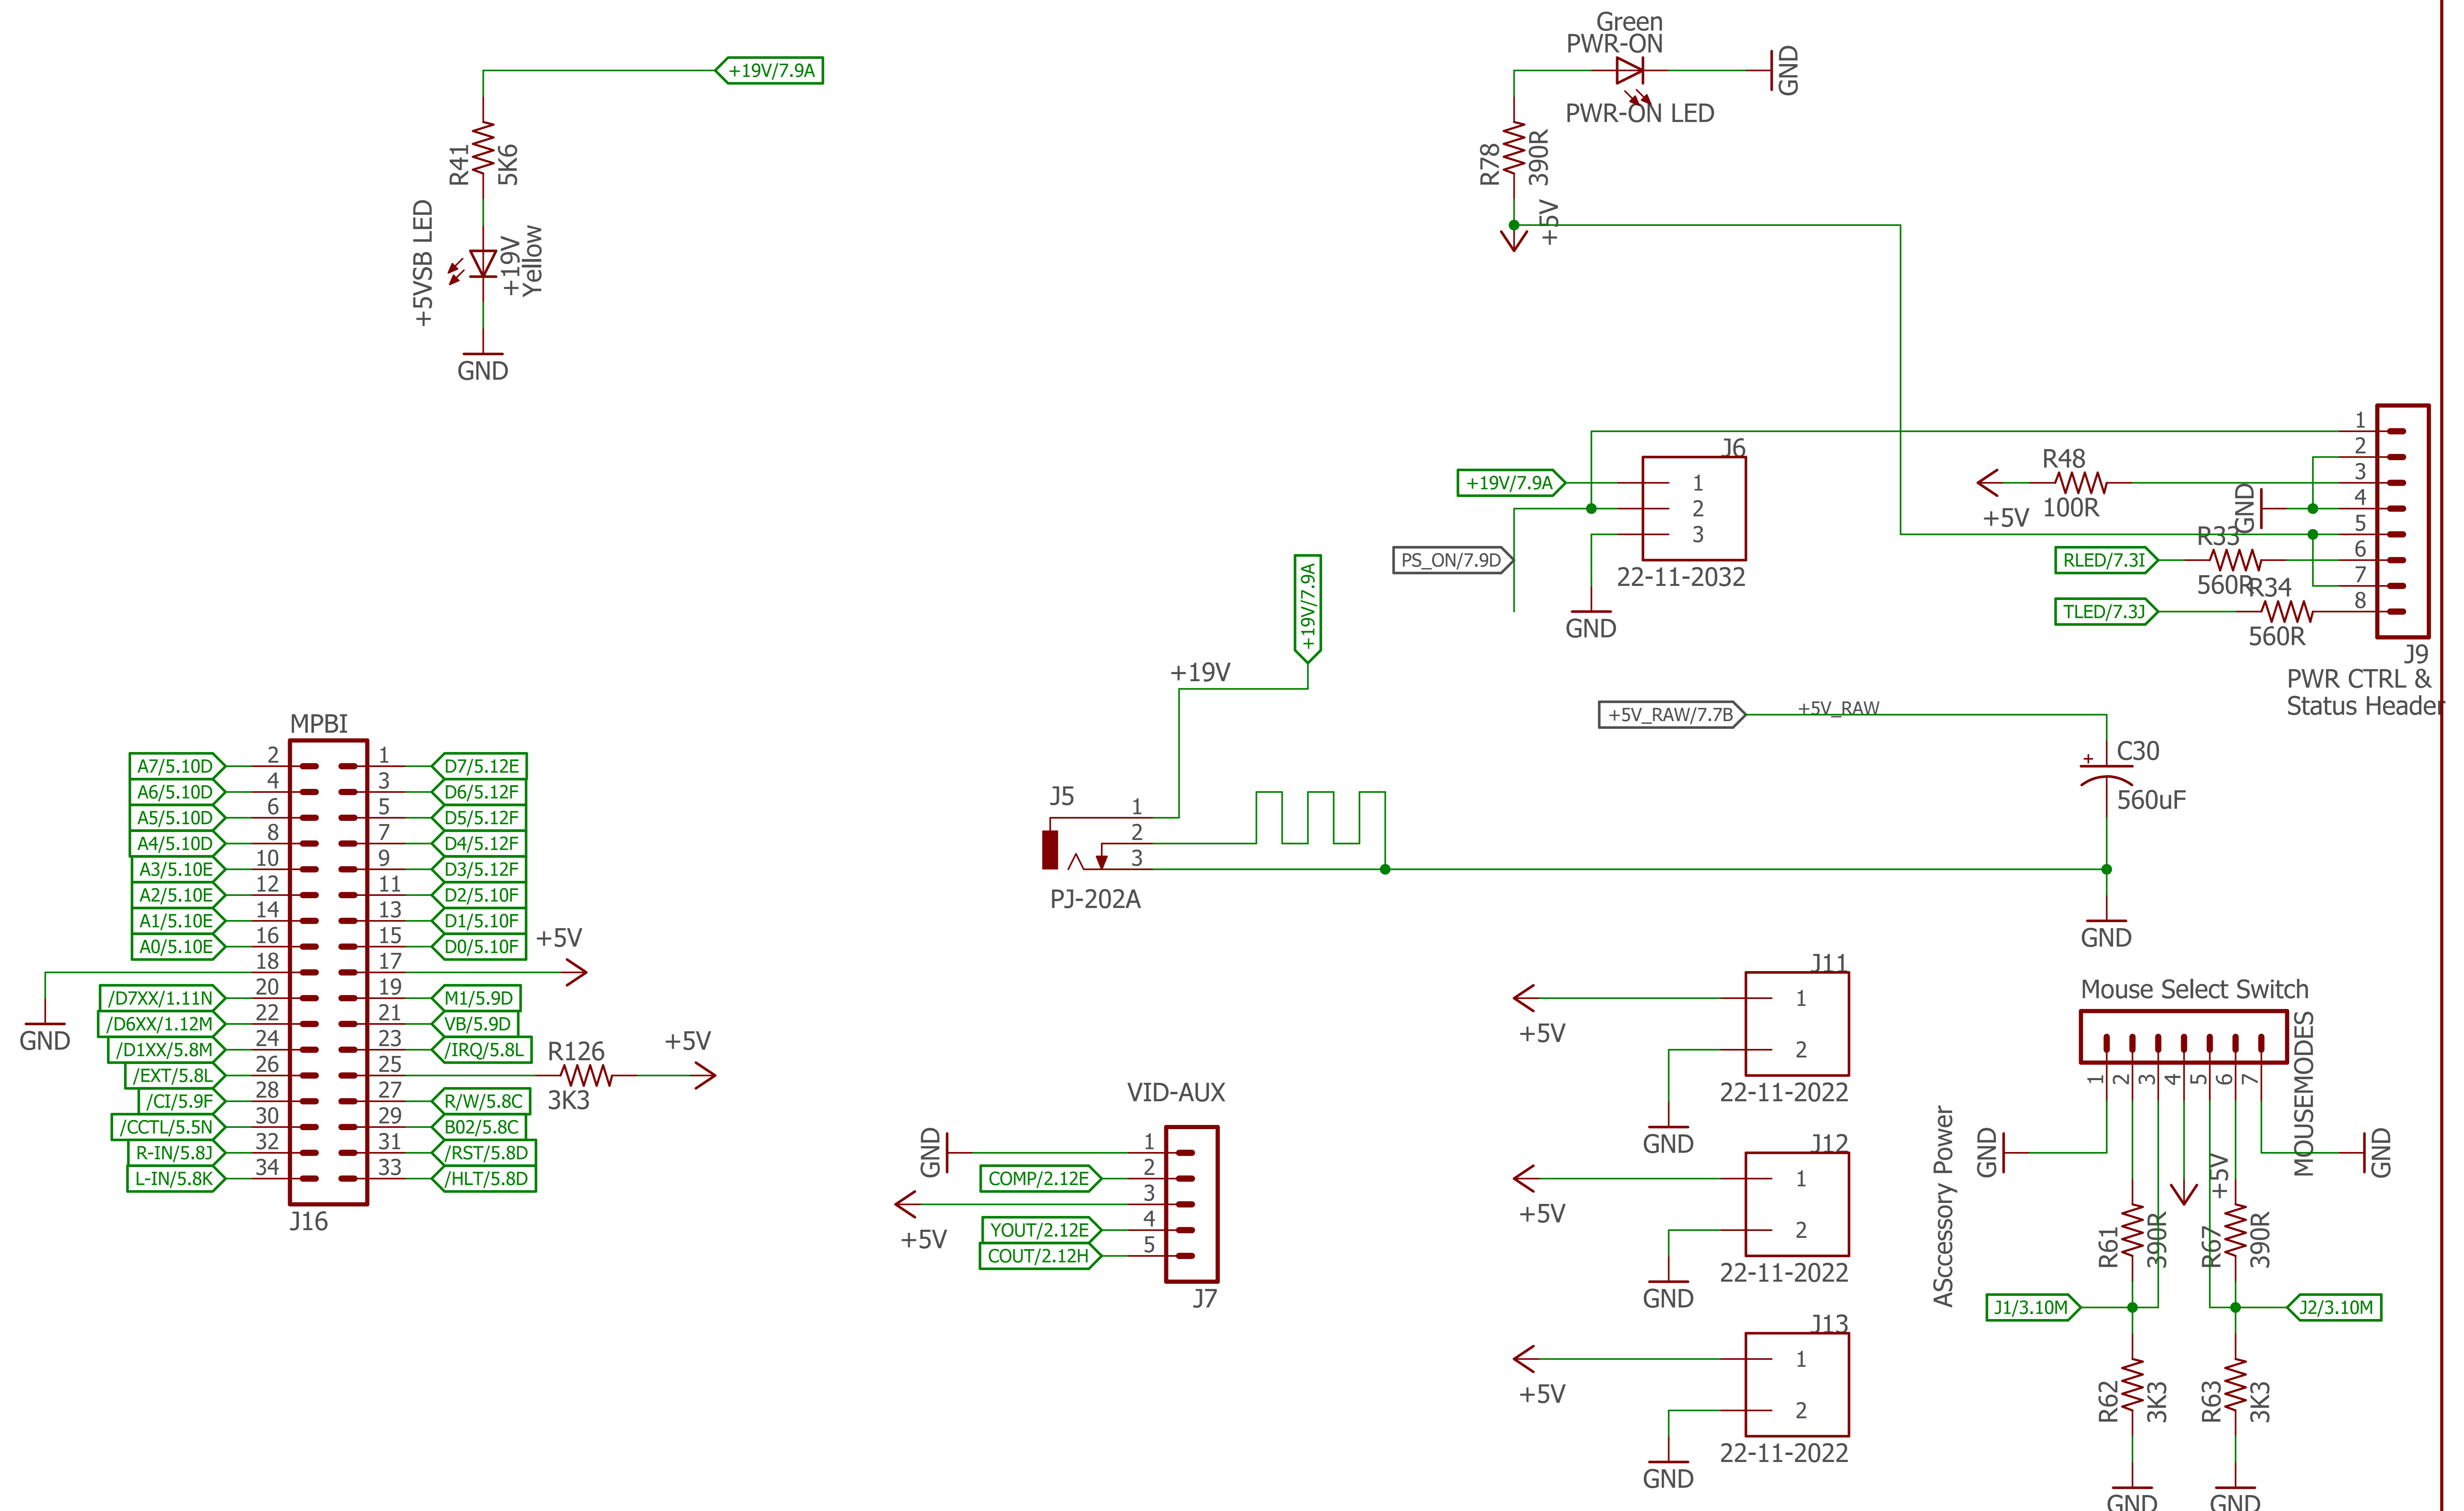 Green
PWR-ON
PWR-ON LED
GND
+19V/7.9A
R41
5K6
+5VSB LED
+19V
Yellow
GND
R78
390R
+5V
J6
+19V/7.9A
1
2
3
PS_ON/7.9D
22-11-2032
GND
1
2
3
4
5
6
7
8
R48
100R
+5V
GND
R33
560R
RLED/7.3I
R34
560R
TLED/7.3J
J9
PWR CTRL &
Status Header
+19V/7.9A
+19V
+5V_RAW/7.7B
+5V_RAW
+
C30
560uF
GND
J5
1
2
3
PJ-202A
MPBI
A7/5.10D 2 1 D7/5.12E
A6/5.10D 4 3 D6/5.12F
A5/5.10D 6 5 D5/5.12F
A4/5.10D 8 7 D4/5.12F
A3/5.10E 10 9 D3/5.12F
A2/5.10E 12 11 D2/5.10F
A1/5.10E 14 13 D1/5.10F
A0/5.10E 16 15 D0/5.10F
18 17 +5V
GND
/D7XX/1.11N 20 19 M1/5.9D
/D6XX/1.12M 22 21 VB/5.9D
/D1XX/5.8M 24 23 /IRQ/5.8L
/EXT/5.8L 26 25
R126
3K3
+5V
/CI/5.9F 28 27 R/W/5.8C
/CCTL/5.5N 30 29 B02/5.8C
R-IN/5.8J 32 31 /RST/5.8D
L-IN/5.8K 34 33 /HLT/5.8D
J16
VID-AUX
GND 1
COMP/2.12E 2
+5V 3
YOUT/2.12E 4
COUT/2.12H 5
J7
J11
+5V
1
2
22-11-2022
GND
J12
+5V
1
2
22-11-2022
GND
J13
+5V
1
2
22-11-2022
GND
ASccessory Power
Mouse Select Switch
MOUSEMODES
1
2
3
4
5
6
7
GND
GND
+5V
R61
390R
R67
390R
J1/3.10M
J2/3.10M
R62
3K3
R63
3K3
GND
GND